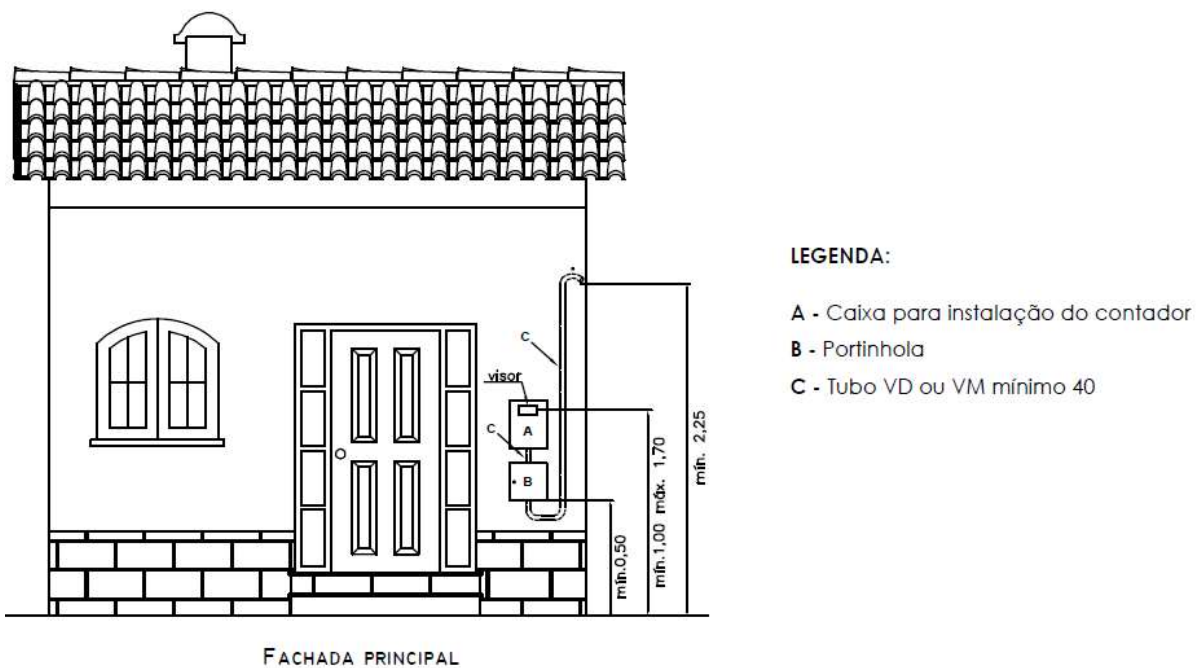 LEGENDA:
A - Caixa para instalação do contador
B - Portinhola
C - Tubo VD ou VM mínimo 40
C
visor
A
C
B
mín.0,50
mín.1,00 máx. 1,70
mín. 2,25
FACHADA PRINCIPAL